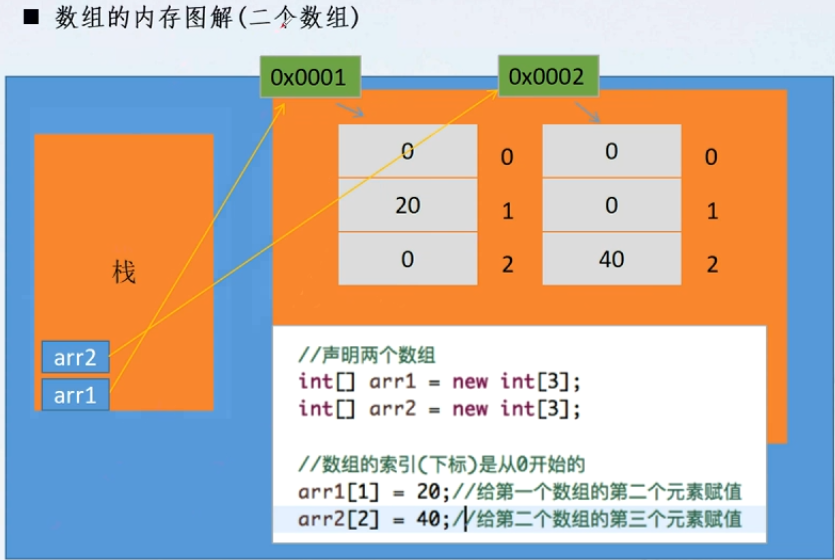 ■ 数组的内存图解(二个数组)
0x0001 0x0002
0 0 0 0
20 1 0 1
0 2 40 2
栈
arr2
arr1
//声明两个数组
int[] arr1 = new int[3];
int[] arr2 = new int[3];
//数组的索引(下标)是从0开始的
arr1[1] = 20;//给第一个数组的第二个元素赋值
arr2[2] = 40;//给第二个数组的第三个元素赋值